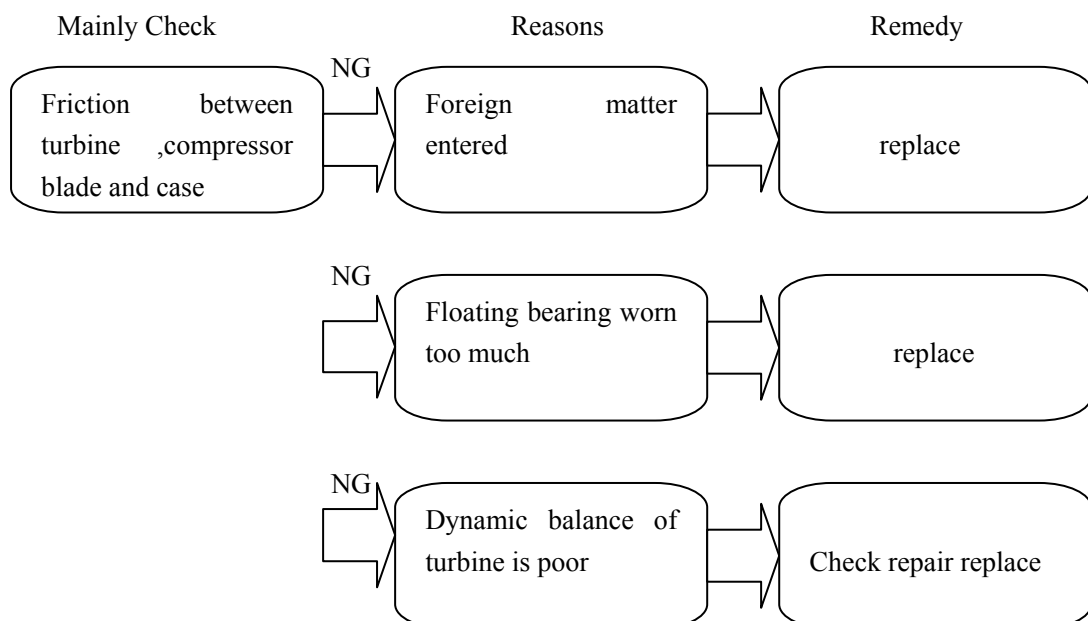 Mainly Check Reasons Remedy
NG
Friction between
turbine ,compressor
blade and case
Foreign matter
entered
replace
NG
Floating bearing worn
too much
replace
NG
Dynamic balance of
turbine is poor
Check repair replace